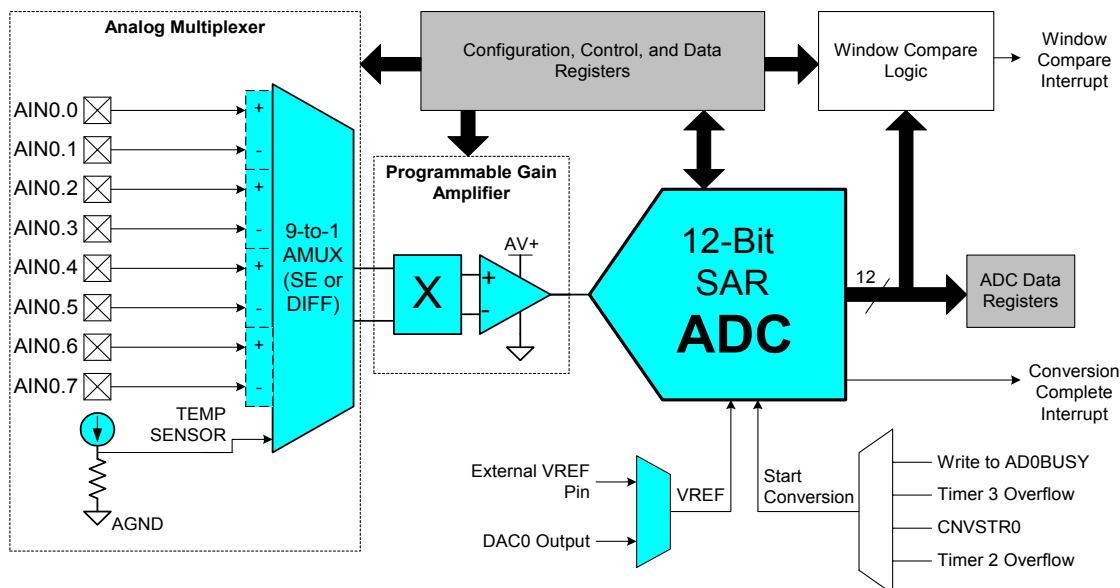 Analog Multiplexer
AIN0.0
AIN0.1
AIN0.2
AIN0.3
AIN0.4
AIN0.5
AIN0.6
AIN0.7
+
-
+
-
+
-
+
-
9-to-1
AMUX
(SE or
DIFF)
TEMP
SENSOR
AGND
Configuration, Control, and Data
Registers
Window Compare
Logic
Window
Compare
Interrupt
Programmable Gain
Amplifier
X
+
-
AV+
12-Bit
SAR
ADC
12
ADC Data
Registers
Conversion
Complete
Interrupt
External VREF
Pin
DAC0 Output
VREF
Start
Conversion
Write to AD0BUSY
Timer 3 Overflow
CNVSTR0
Timer 2 Overflow